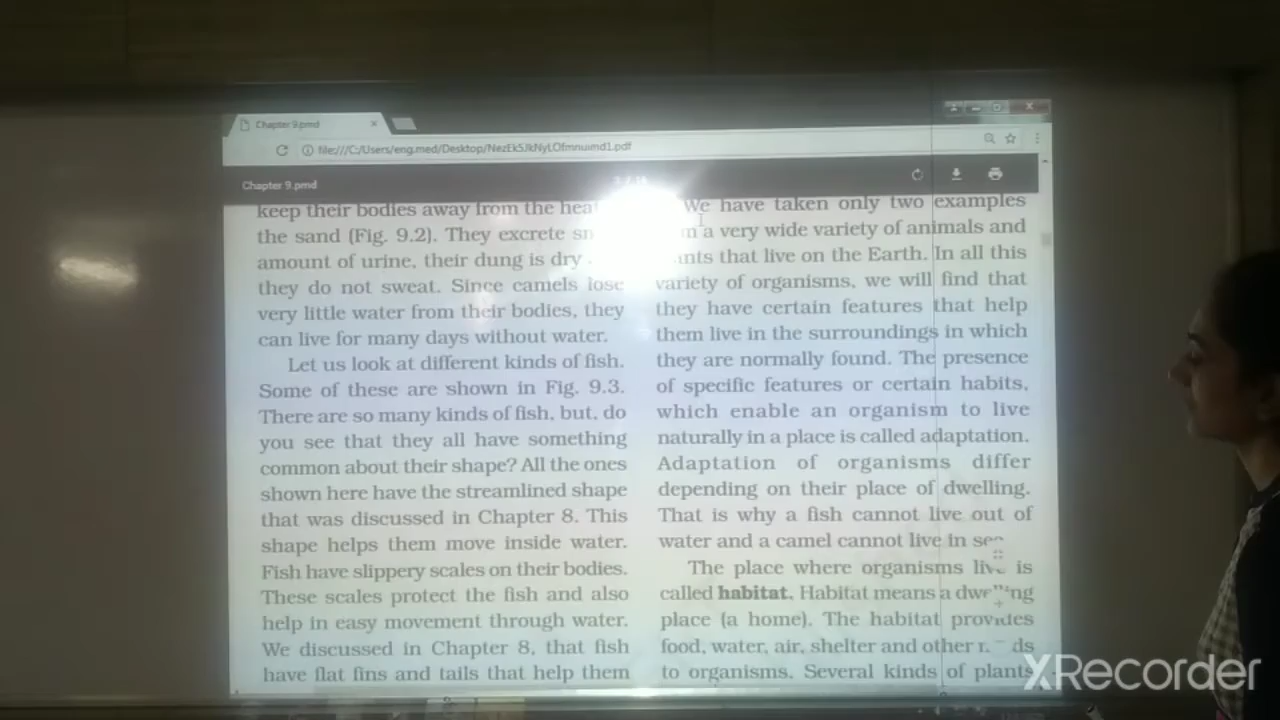 Chapter 9.pmd
file:///C:/Users/eng.med/Desktop/NezEk5JkNyLOfmnuimd1.pdf
Chapter 9.pmd
keep their bodies away from the heat
the sand (Fig. 9.2). They excrete
amount of urine, their dung is dry
they do not sweat. Since camels lose
very little water from their bodies, they
can live for many days without water.
Let us look at different kinds of fish.
Some of these are shown in Fig. 9.3.
There are so many kinds of fish, but, do
you see that they all have something
common about their shape? All the ones
shown here have the streamlined shape
that was discussed in Chapter 8. This
shape helps them move inside water.
Fish have slippery scales on their bodies.
These scales protect the fish and also
help in easy movement through water.
We discussed in Chapter 8, that fish
have flat fins and tails that help them
We have taken only two examples
a very wide variety of animals and
that live on the Earth. In all this
variety of organisms, we will find that
they have certain features that help
them live in the surroundings in which
they are normally found. The presence
of specific features or certain habits,
which enable an organism to live
naturally in a place is called adaptation.
Adaptation of organisms differ
depending on their place of dwelling.
That is why a fish cannot live out of
water and a camel cannot live in
The place where organisms live is
called habitat. Habitat means a
place (a home). The habitat provides
food, water, air, shelter and other
to organisms. Several kinds of plants
XRecorder